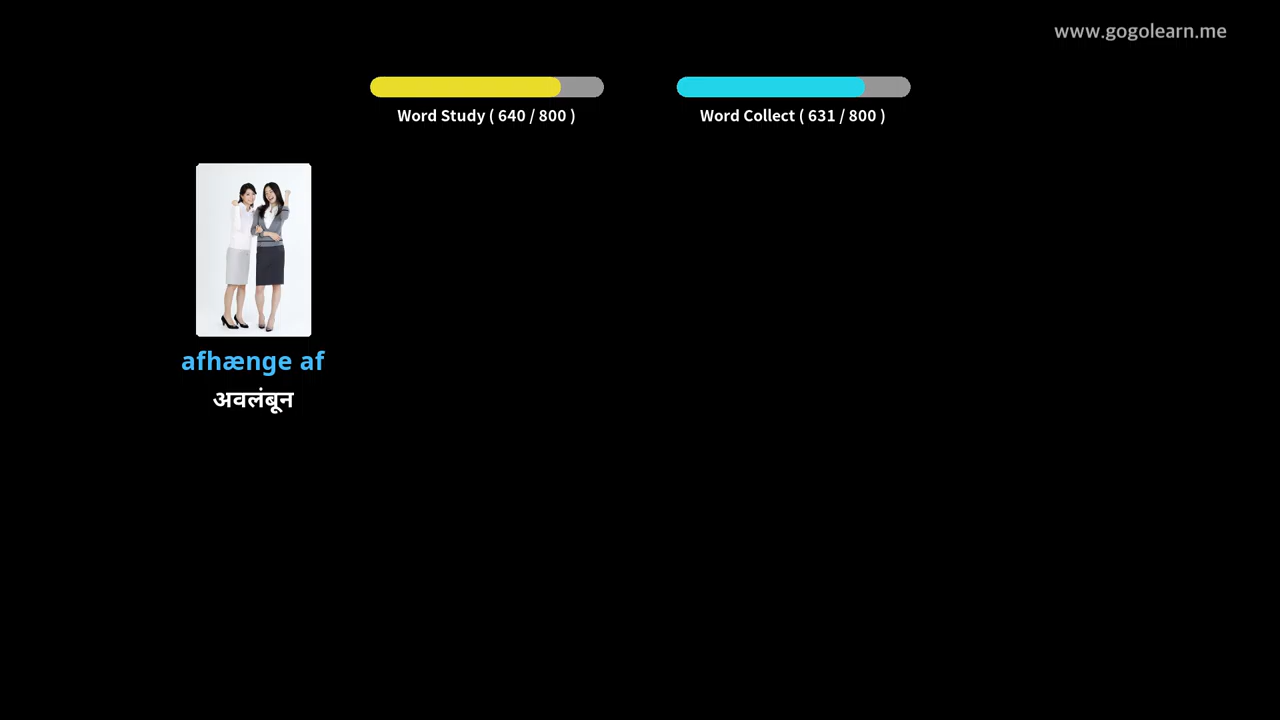 www.gogolearn.me
Word Study ( 640 / 800 )
Word Collect ( 631 / 800 )
afhænge af
अवलंबून